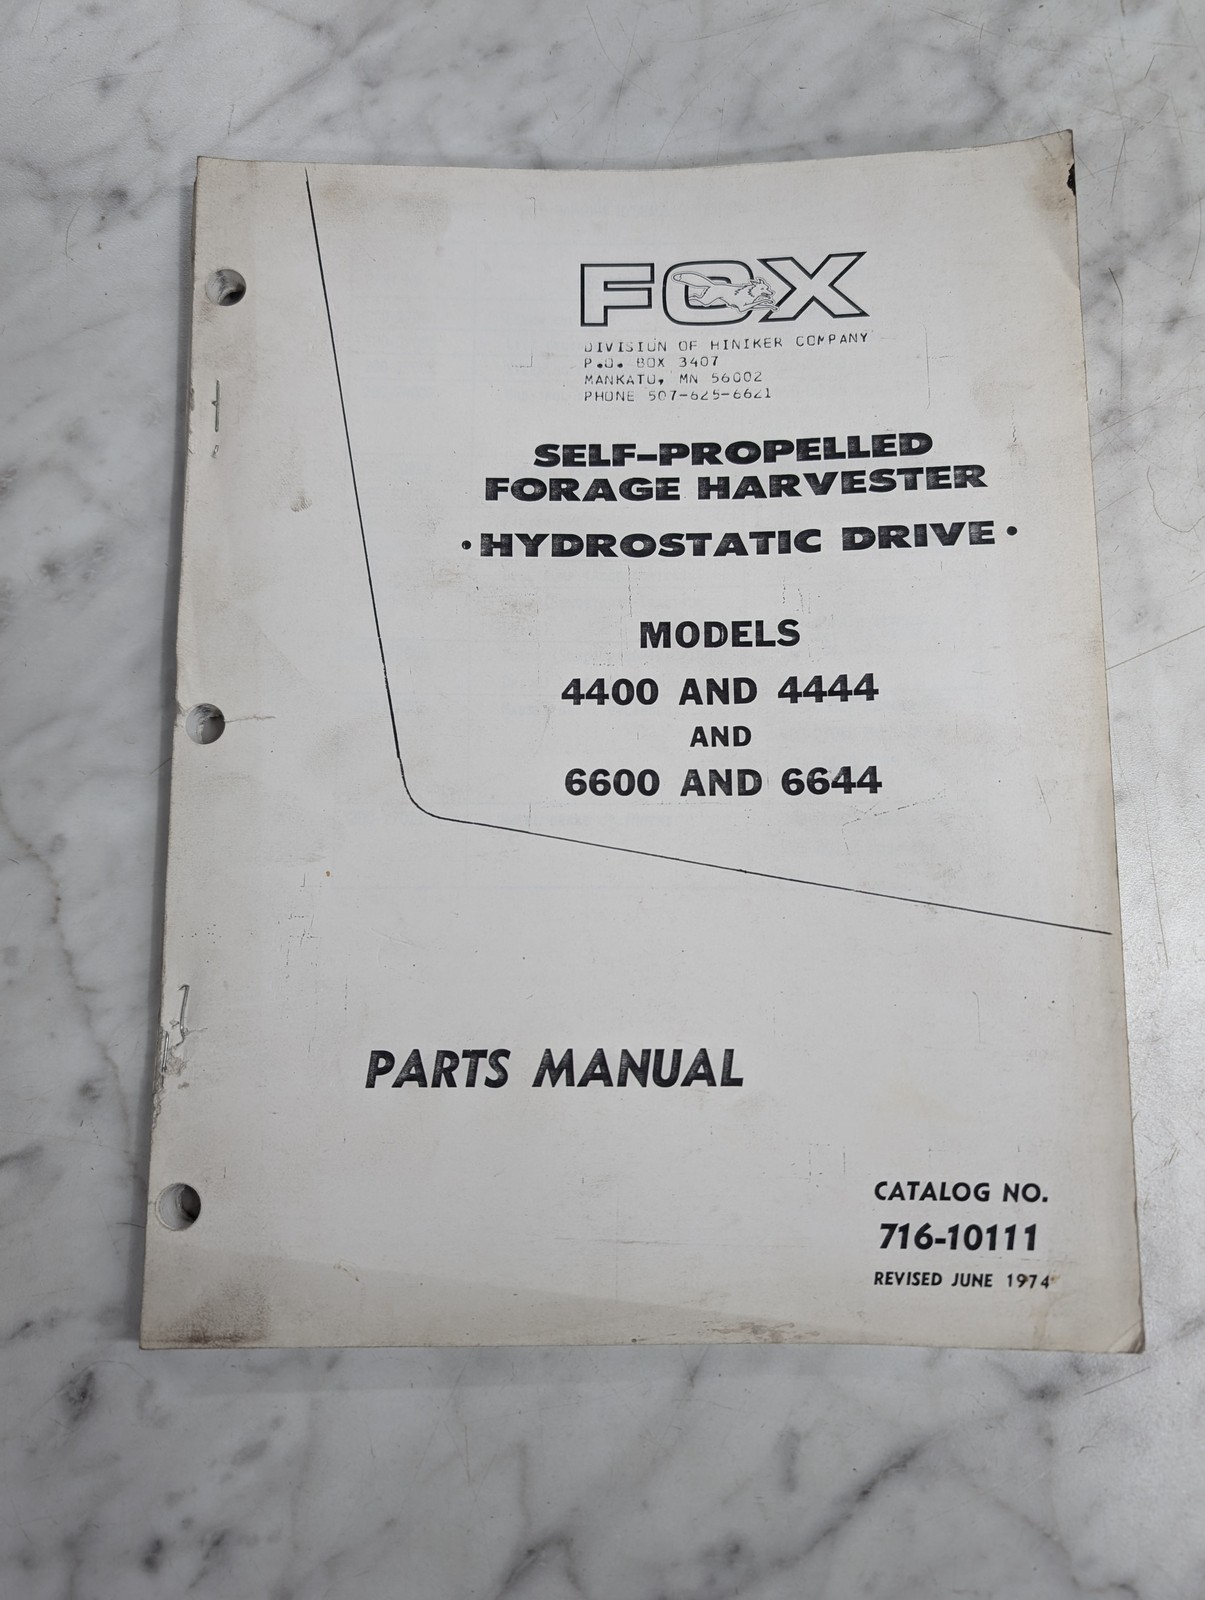 FOX
DIVISION OF HINIKER COMPANY
P.O. BOX 3407
MANKATO, MN 56002
PHONE 507-625-6621
SELF-PROPELLED
FORAGE HARVESTER
• HYDROSTATIC DRIVE •
MODELS
4400 AND 4444
AND
6600 AND 6644
PARTS MANUAL
CATALOG NO.
716-10111
REVISED JUNE 1974